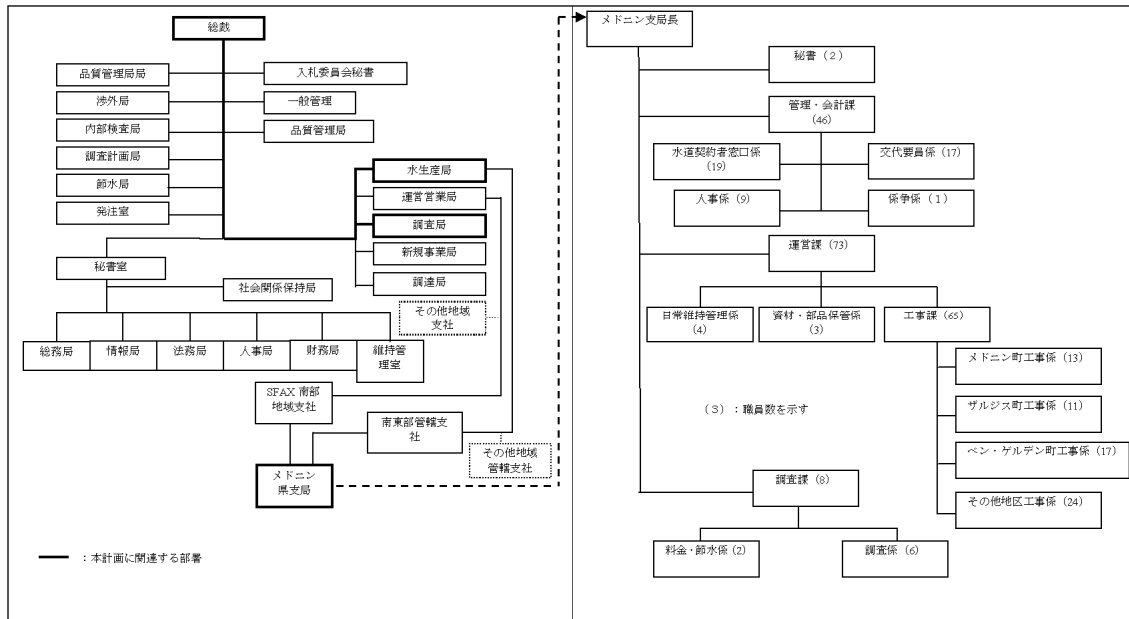 総裁
品質管理局局
入札委員会秘書
渉外局
一般管理
内部検査局
品質管理局
調査計画局
節水局
発注室
水生産局
運営営業局
調査局
新規事業局
調達局
秘書室
社会関係保持局
その他地域
支社
総務局
情報局
法務局
人事局
財務局
維持管
理室
SFAX 南部
地域支社
南東部管轄支
社
その他地域
管轄支社
メドニン
県支局
：本計画に関連する部署
メドニン支局長
秘書（2）
管理・会計課
(46)
水道契約者窓口係
(19)
交代要員係（17）
人事係（9）
係争係（1）
運営課（73）
日常維持管理係
(4)
資材・部品保管係
(3)
工事課（65）
メドニン町工事係（13）
ザルジス町工事係（11）
ベン・ゲルデン町工事係（17）
その他地区工事係（24）
（3）：職員数を示す
調査課（8）
料金・節水係（2）
調査係（6）